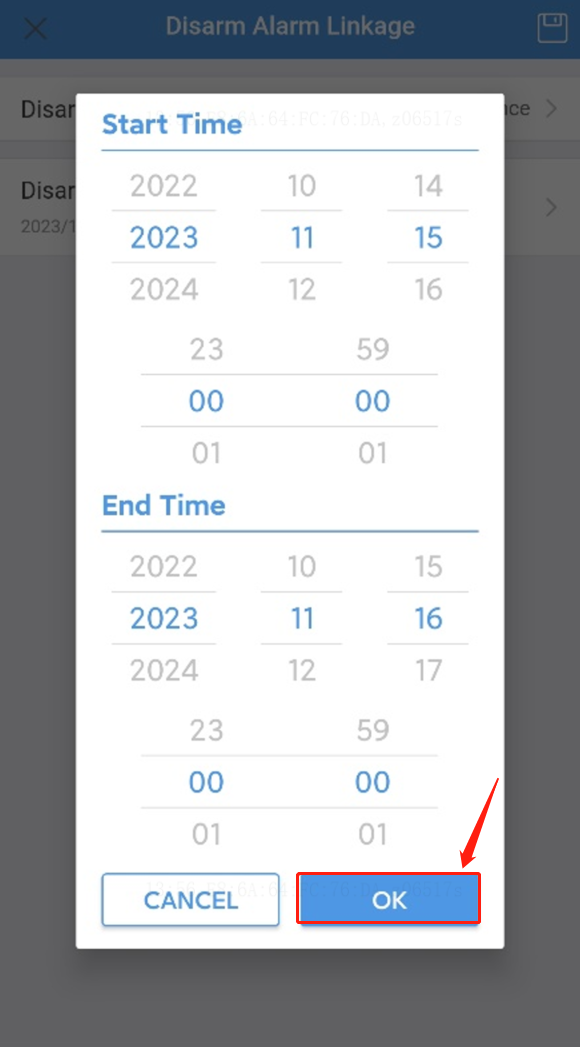 Disarm Alarm Linkage
Disar
nce
Start Time
2022 10 14
2023 11 15
2024 12 16
23 59
00 00
01 01
Disar
2023/1
End Time
2022 10 15
2023 11 16
2024 12 17
23 59
00 00
01 01
CANCEL OK